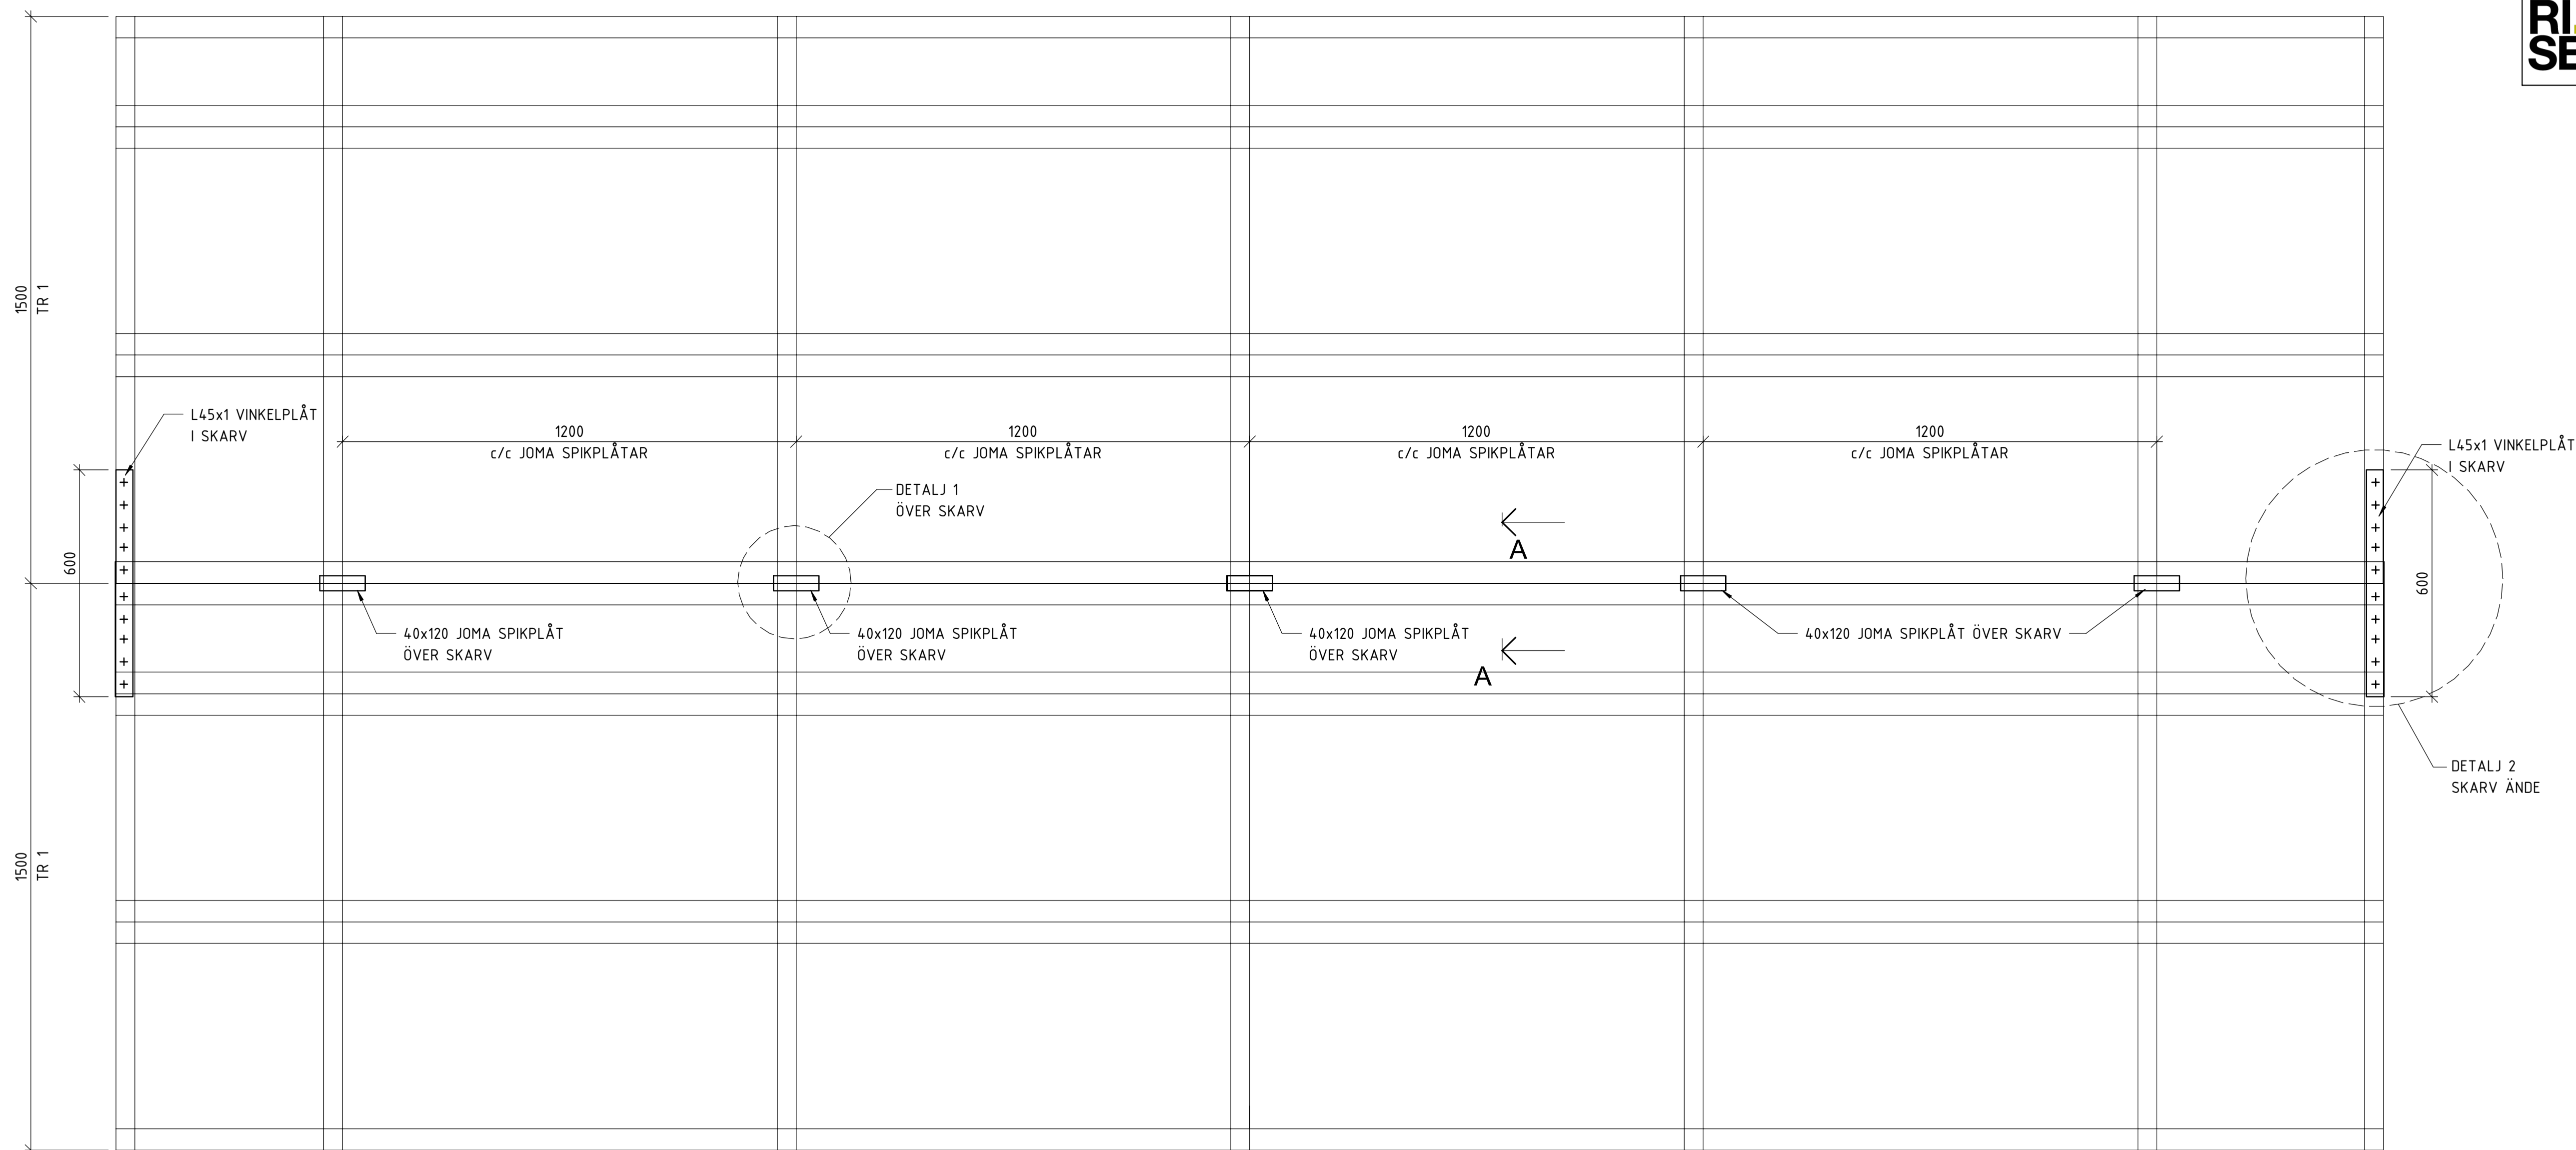 RI.
SE
1500
TR 1
L45x1 VINKELPLÅT
I SKARV
1200
c/c JOMA SPIKPLÅTAR
1200
c/c JOMA SPIKPLÅTAR
1200
c/c JOMA SPIKPLÅTAR
1200
c/c JOMA SPIKPLÅTAR
L45x1 VINKELPLÅT
I SKARV
DETALJ 1
ÖVER SKARV
A
600
600
40x120 JOMA SPIKPLÅT
ÖVER SKARV
40x120 JOMA SPIKPLÅT
ÖVER SKARV
40x120 JOMA SPIKPLÅT
ÖVER SKARV
40x120 JOMA SPIKPLÅT ÖVER SKARV
A
DETALJ 2
SKARV ÄNDE
1500
TR 1